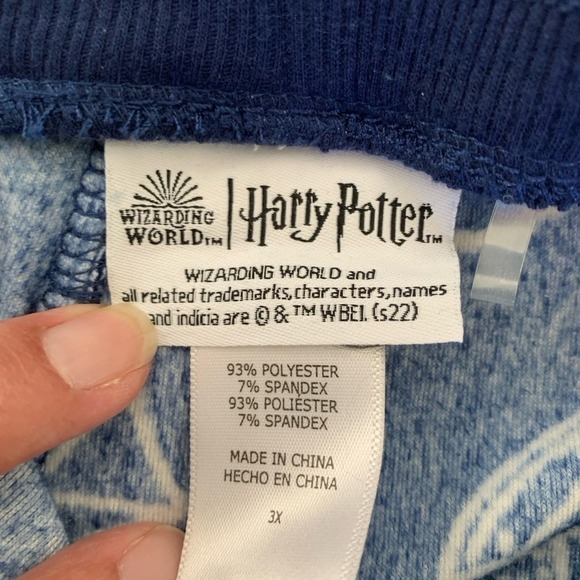 WIZARDING WORLD™ | Harry Potter™
WIZARDING WORLD and
all related trademarks, characters, names
and indicia are © & ™ WBEI. (s22)
93% POLYESTER
7% SPANDEX
93% POLIÉSTER
7% SPANDEX
MADE IN CHINA
HECHO EN CHINA
3X